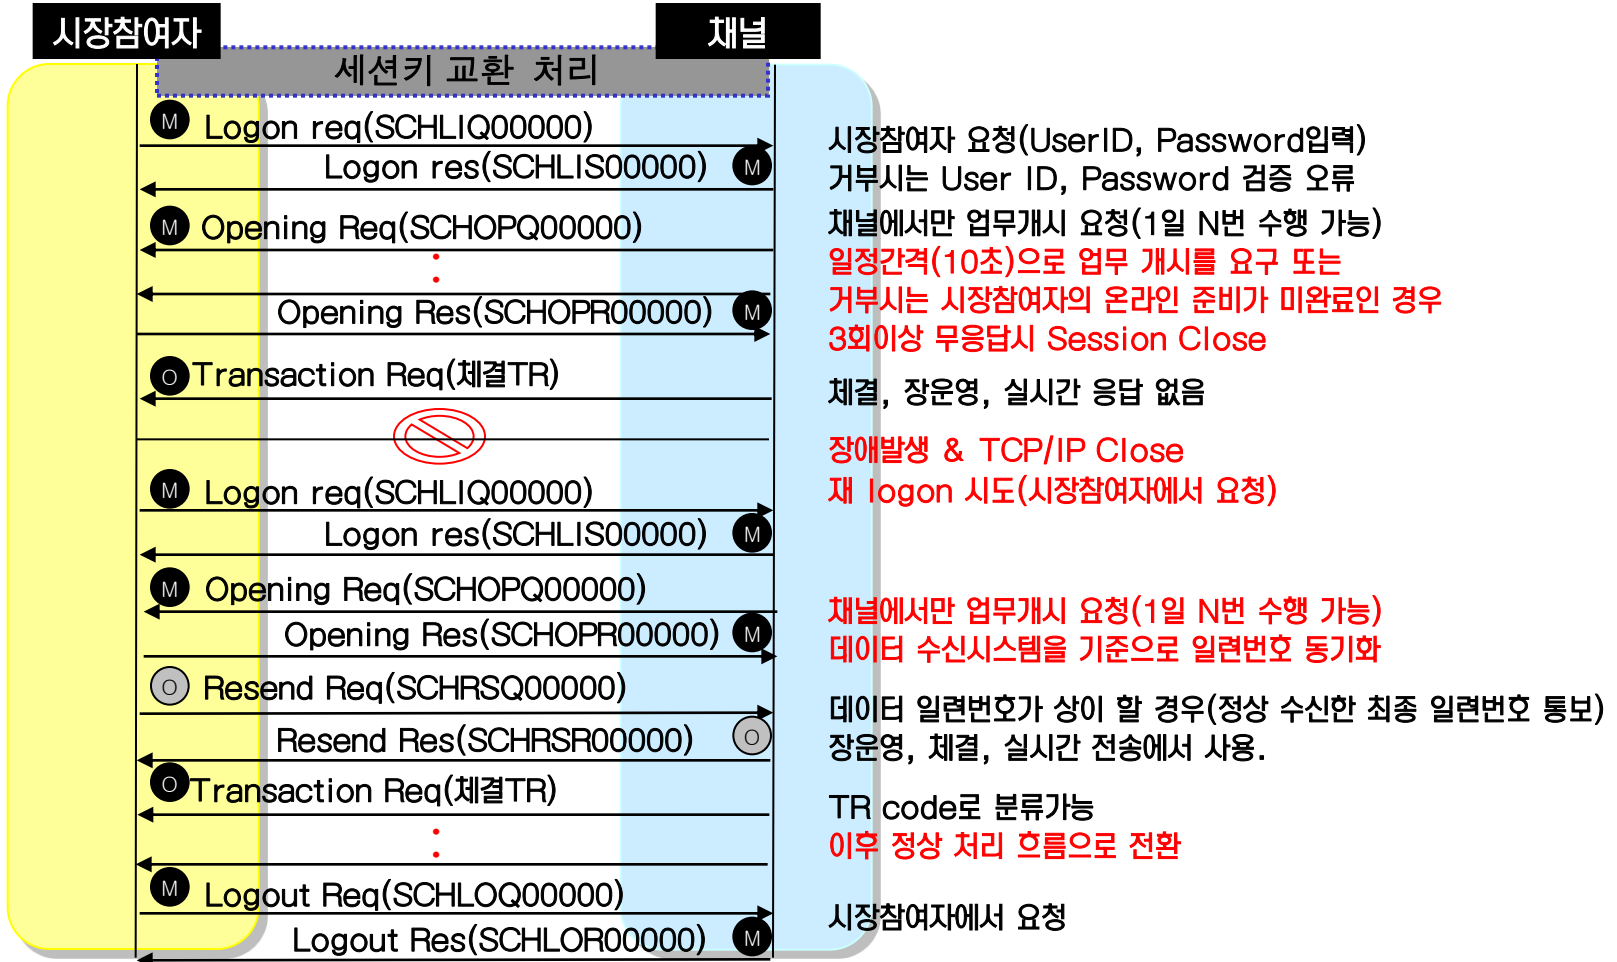 시장참여자
채널
세션키 교환 처리
M Logon req(SCHLIQ00000)
Logon res(SCHLIS00000) M
시장참여자 요청(UserID, Password입력)
거부시는 User ID, Password 검증 오류
M Opening Req(SCHOPQ00000)
:
Opening Res(SCHOPR00000) M
채널에서만 업무개시 요청(1일 N번 수행 가능)
일정간격(10초)으로 업무 개시를 요구 또는
거부시는 시장참여자의 온라인 준비가 미완료인 경우
3회이상 무응답시 Session Close
O Transaction Req(체결TR)
체결, 장운영, 실시간 응답 없음
장애발생 & TCP/IP Close
재 logon 시도(시장참여자에서 요청)
M Logon req(SCHLIQ00000)
Logon res(SCHLIS00000) M
M Opening Req(SCHOPQ00000)
Opening Res(SCHOPR00000) M
채널에서만 업무개시 요청(1일 N번 수행 가능)
데이터 수신시스템을 기준으로 일련번호 동기화
O Resend Req(SCHRSQ00000)
Resend Res(SCHRSR00000) O
데이터 일련번호가 상이 할 경우(정상 수신한 최종 일련번호 통보)
장운영, 체결, 실시간 전송에서 사용.
O Transaction Req(체결TR)
:
TR code로 분류가능
이후 정상 처리 흐름으로 전환
M Logout Req(SCHLOQ00000)
Logout Res(SCHLOR00000) M
시장참여자에서 요청